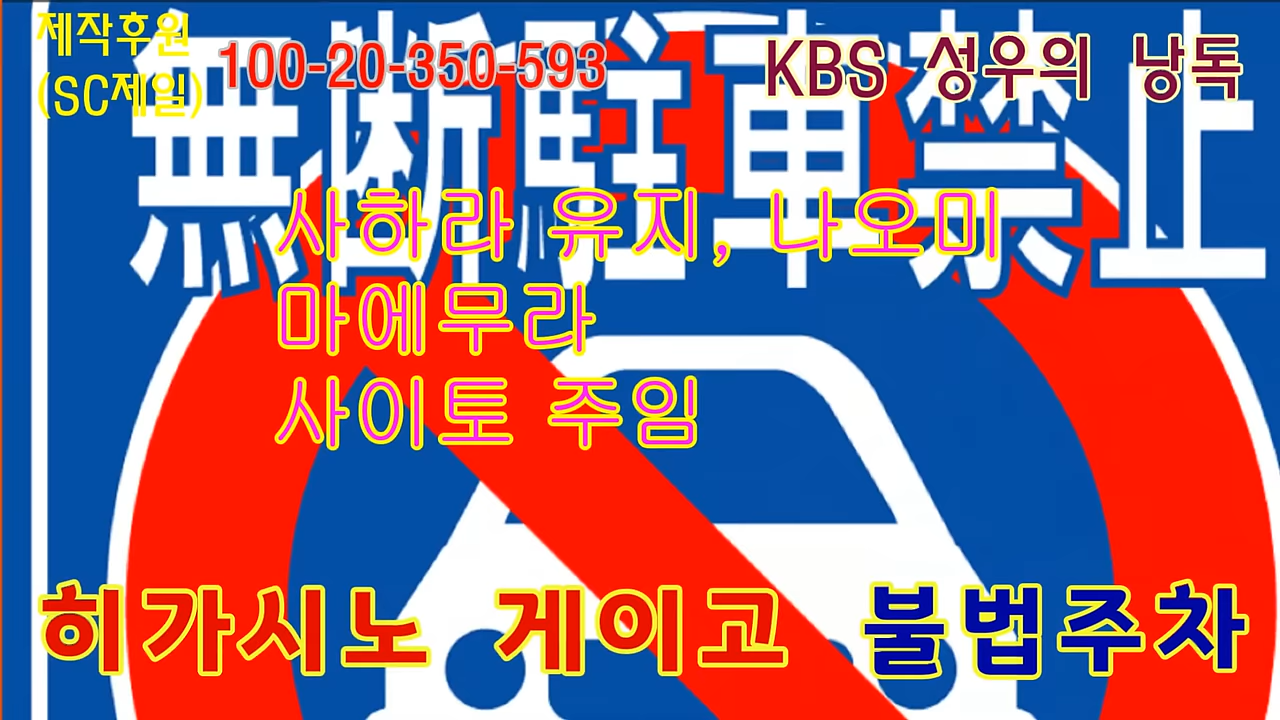 제작후원
(SC제일)
100-20-350-593
KBS 성우의 낭독
無断駐車禁止
사하라 유지, 나오미
마에무라
사이토 주임
히가시노 게이고 불법주차